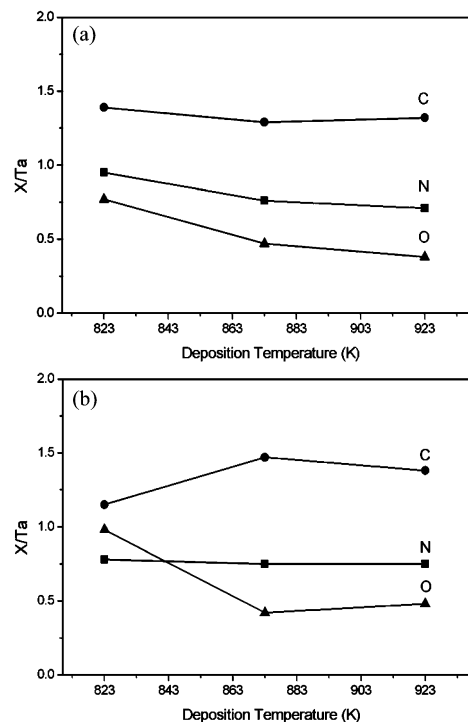 (a)
2.0
1.5
1.0
0.5
0.0
X/Ta
C
N
O
823 843 863 883 903 923
Deposition Temperature (K)
(b)
2.0
1.5
1.0
0.5
0.0
X/Ta
C
N
O
823 843 863 883 903 923
Deposition Temperature (K)